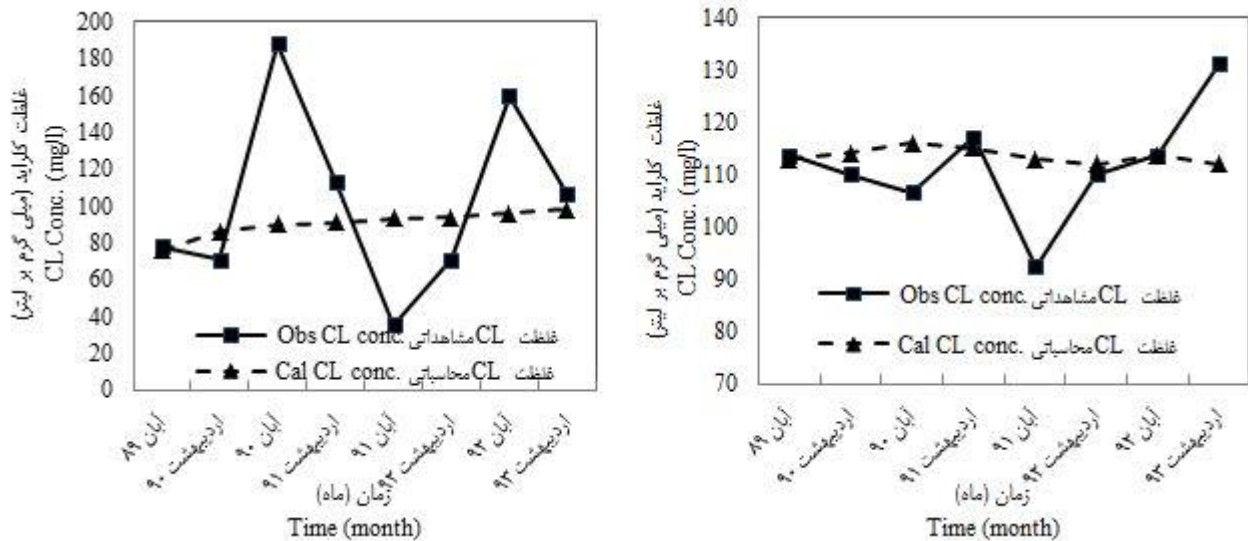 200
180
160
140
120
100
80
60
40
20
0
غلظت کلراید (میلی گرم بر لیتر)
CL Conc. (mg/l)
Obs CL conc. غلظت CL مشاهداتی
Cal CL conc. غلظت CL محاسباتی
آبان ۸۹
اردیبهشت ۹۰
آبان ۹۰
اردیبهشت ۹۱
آبان ۹۱
اردیبهشت ۹۲
آبان ۹۲
اردیبهشت ۹۳
زمان (ماه)
Time (month)
140
130
120
110
100
90
80
70
غلظت کلراید (میلی گرم بر لیتر)
CL Conc. (mg/l)
Obs CL conc. غلظت CL مشاهداتی
Cal CL conc. غلظت CL محاسباتی
آبان ۸۹
اردیبهشت ۹۰
آبان ۹۰
اردیبهشت ۹۱
آبان ۹۱
اردیبهشت ۹۲
آبان ۹۲
اردیبهشت ۹۳
زمان (ماه)
Time (month)